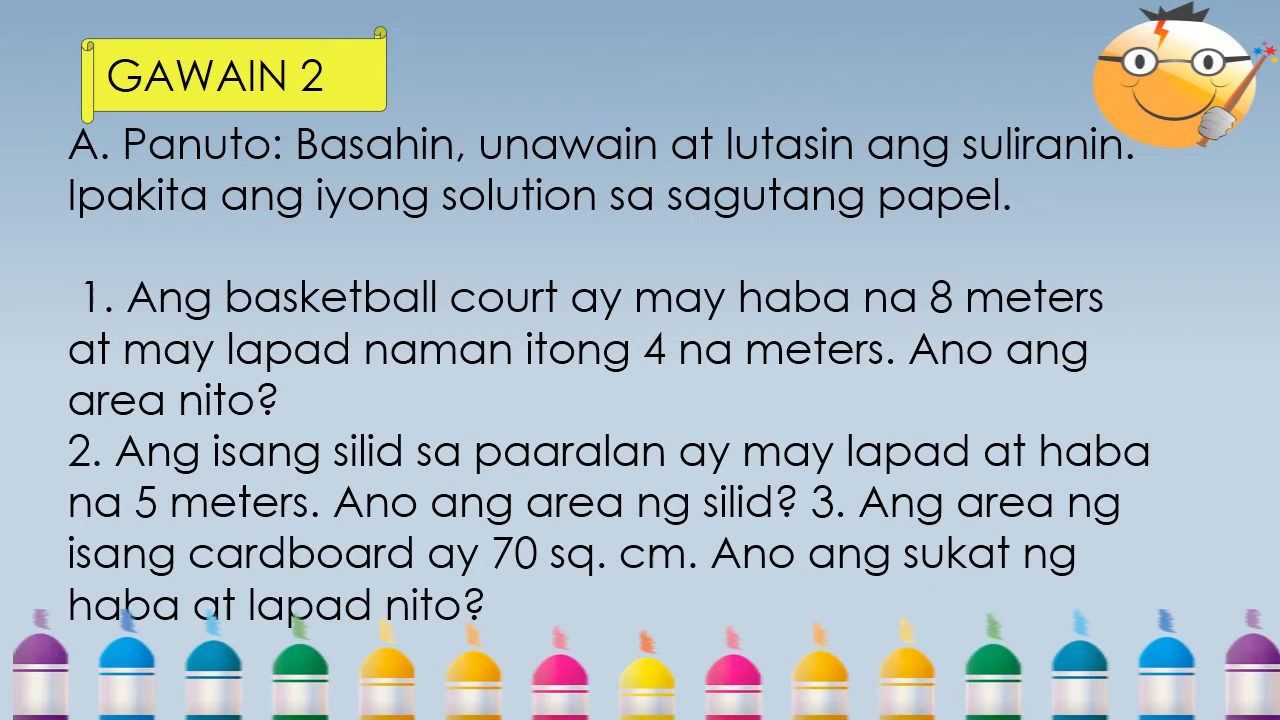 GAWAIN 2
A. Panuto: Basahin, unawain at lutasin ang suliranin.
Ipakita ang iyong solution sa sagutang papel.
1. Ang basketball court ay may haba na 8 meters
at may lapad naman itong 4 na meters. Ano ang
area nito?
2. Ang isang silid sa paaralan ay may lapad at haba
na 5 meters. Ano ang area ng silid? 3. Ang area ng
isang cardboard ay 70 sq. cm. Ano ang sukat ng
haba at lapad nito?